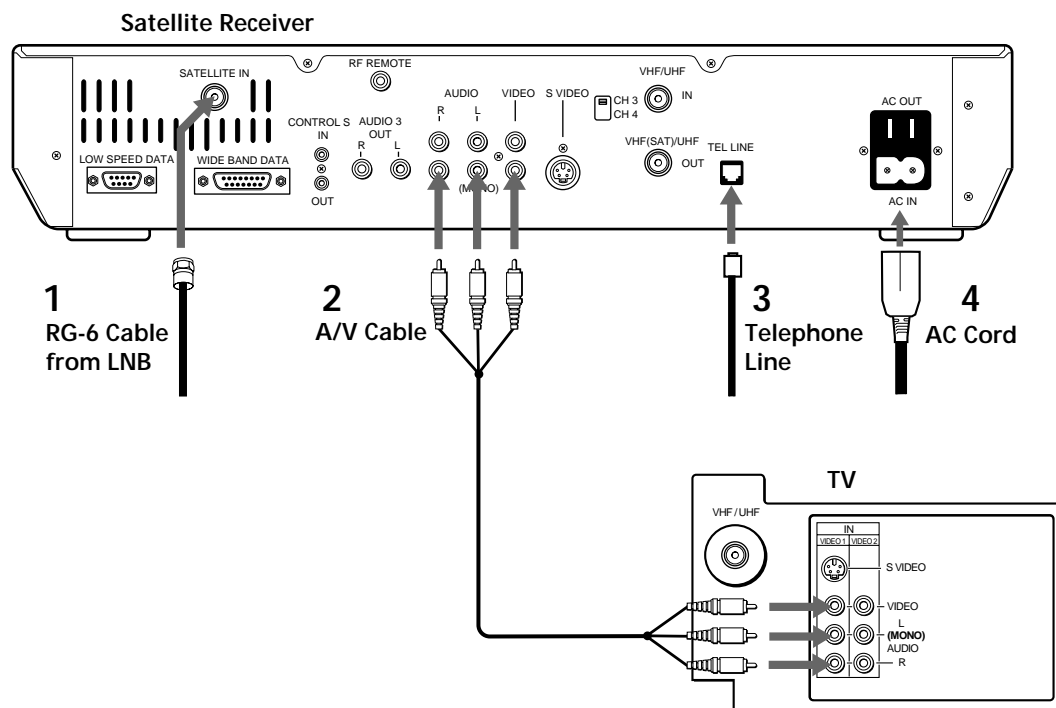 Satellite Receiver
SATELLITE IN
RF REMOTE
AUDIO
R
L
VIDEO
S VIDEO
CH 3
CH 4
VHF/UHF
IN
AC OUT
CONTROL S
IN
AUDIO 3
OUT
R
L
VHF(SAT)/UHF
OUT
TEL LINE
LOW SPEED DATA
WIDE BAND DATA
OUT
(MONO)
AC IN
1
RG-6 Cable
from LNB
2
A/V Cable
3
Telephone
Line
4
AC Cord
TV
VHF / UHF
IN
VIDEO 1
VIDEO 2
S VIDEO
VIDEO
L
(MONO)
AUDIO
R